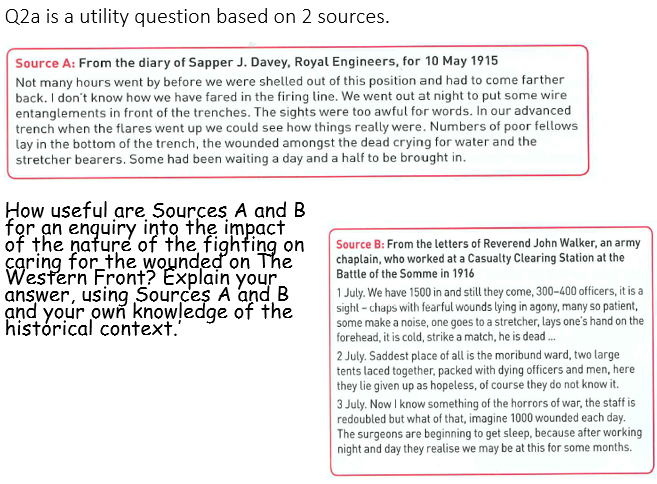 Q2a is a utility question based on 2 sources.
Source A: From the diary of Sapper J. Davey, Royal Engineers, for 10 May 1915
Not many hours went by before we were shelled out of this position and had to come farther
back. I don't know how we have fared in the firing line. We went out at night to put some wire
entanglements in front of the trenches. The sights were too awful for words. In our advanced
trench when the flares went up we could see how things really were. Numbers of poor fellows
lay in the bottom of the trench, the wounded amongst the dead crying for water and the
stretcher bearers. Some had been waiting a day and a half to be brought in.
How useful are Sources A and B
for an enquiry into the impact
of the nature of the fighting on
caring for the wounded on The
Western Front? Explain your
answer, using Sources A and B
and your own knowledge of the
historical context.'
Source B: From the letters of Reverend John Walker, an army
chaplain, who worked at a Casualty Clearing Station at the
Battle of the Somme in 1916
1 July. We have 1500 in and still they come, 300–400 officers, it is a
sight – chaps with fearful wounds lying in agony, many so patient,
some make a noise, one goes to a stretcher, lays one's hand on the
forehead, it is cold, strike a match, he is dead ...
2 July. Saddest place of all is the moribund ward, two large
tents laced together, packed with dying officers and men, here
they lie given up as hopeless, of course they do not know it.
3 July. Now I know something of the horrors of war, the staff is
redoubled but what of that, imagine 1000 wounded each day.
The surgeons are beginning to get sleep, because after working
night and day they realise we may be at this for some months.